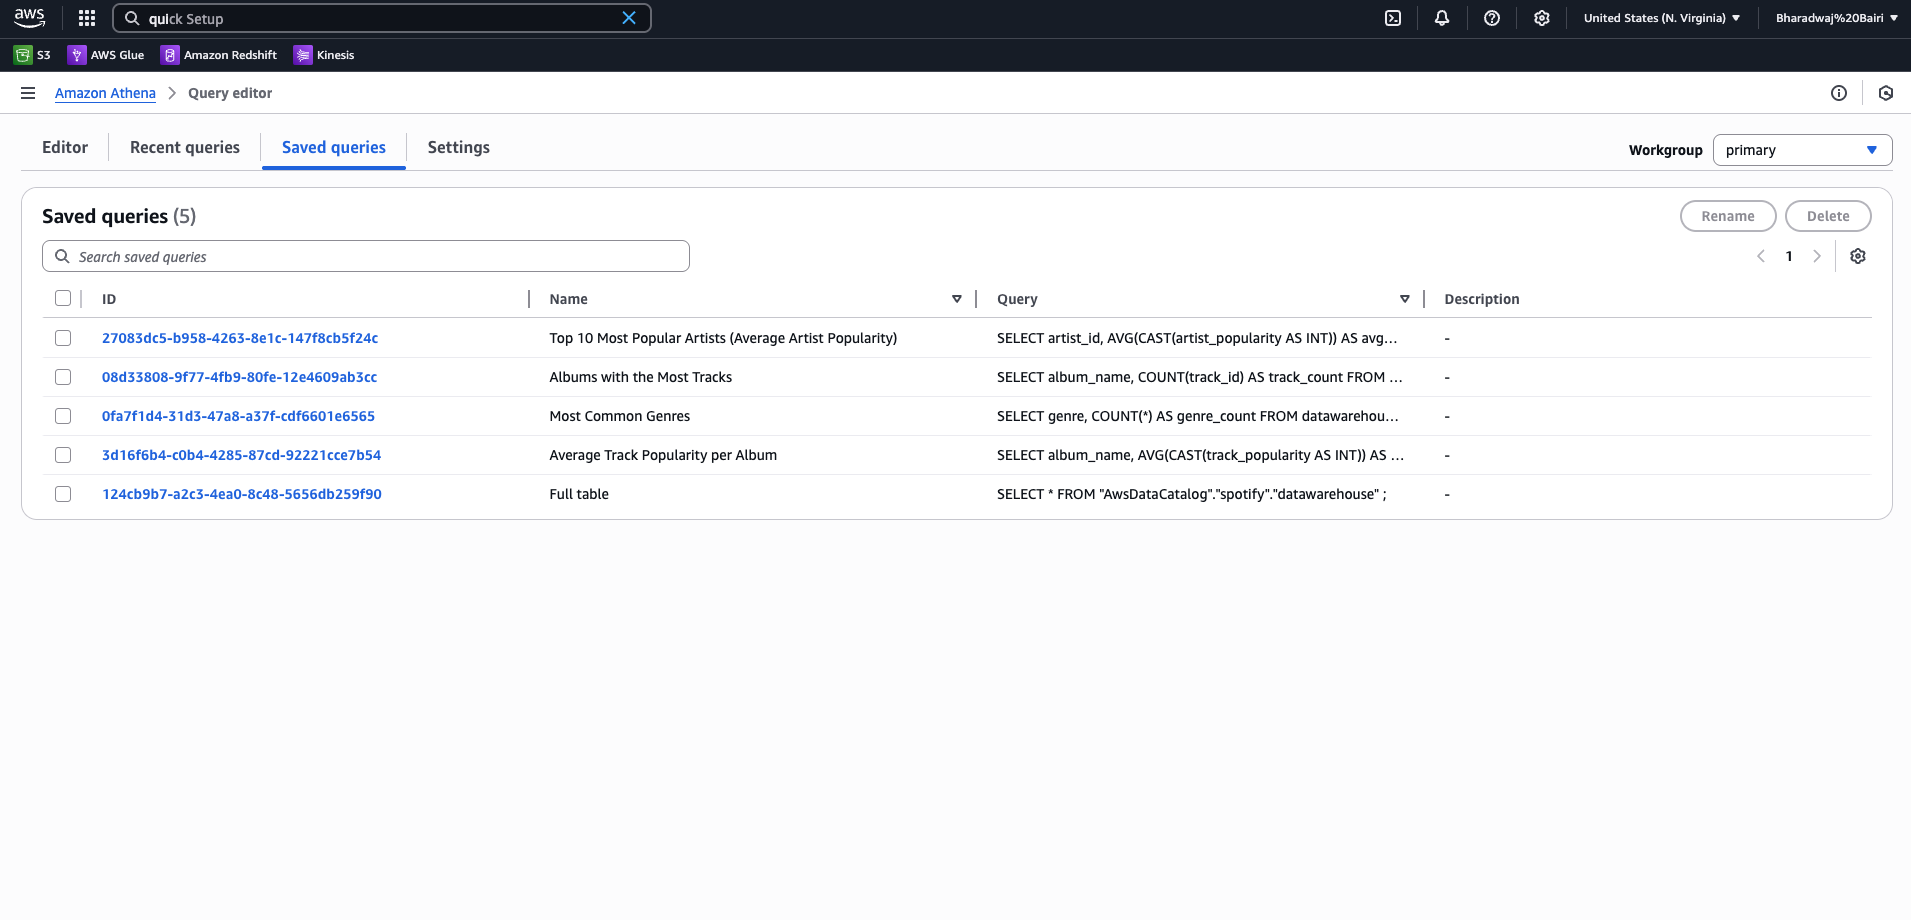 aws quick Setup United States (N. Virginia) Bharadwaj%20Bairi
S3 AWS Glue Amazon Redshift Kinesis
Amazon Athena Query editor
Editor Recent queries Saved queries Settings Workgroup primary
Saved queries (5) Rename Delete
Search saved queries 1
ID Name Query Description
27083dc5-b958-4263-8e1c-147f8cb5f24c Top 10 Most Popular Artists (Average Artist Popularity) SELECT artist_id, AVG(CAST(artist_popularity AS INT)) AS avg... -
08d33808-9f77-4fb9-80fe-12e4609ab3cc Albums with the Most Tracks SELECT album_name, COUNT(track_id) AS track_count FROM ... -
0fa7f1d4-31d3-47a8-a37f-cdf6601e6565 Most Common Genres SELECT genre, COUNT(*) AS genre_count FROM datawarehou... -
3d16f6b4-c0b4-4285-87cd-92221cce7b54 Average Track Popularity per Album SELECT album_name, AVG(CAST(track_popularity AS INT)) AS ... -
124cb9b7-a2c3-4ea0-8c48-5656db259f90 Full table SELECT * FROM "AwsDataCatalog"."spotify"."datawarehouse" ; -